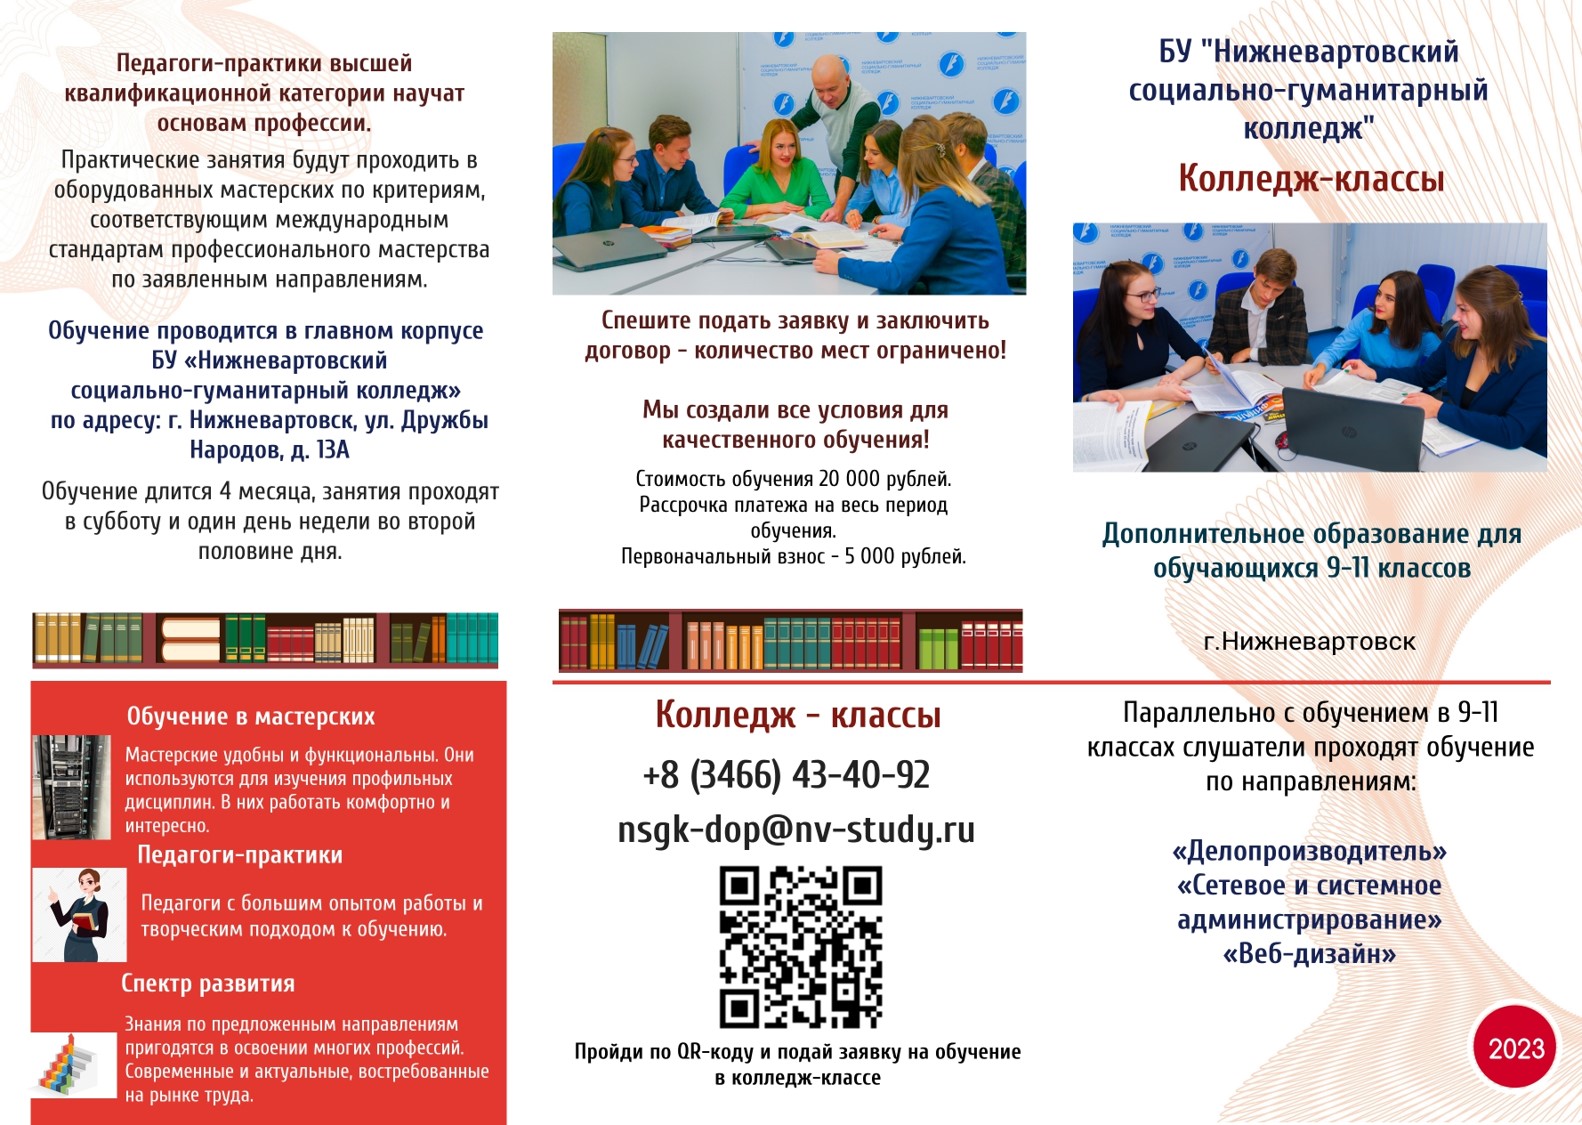 Педагоги-практики высшей
квалификационной категории научат
основам профессии.
Практические занятия будут проходить в
оборудованных мастерских по критериям,
соответствующим международным
стандартам профессионального мастерства
по заявленным направлениям.
Обучение проводится в главном корпусе
БУ «Нижневартовский
социально-гуманитарный колледж»
по адресу: г. Нижневартовск, ул. Дружбы
Народов, д. 13А
Обучение длится 4 месяца, занятия проходят
в субботу и один день недели во второй
половине дня.
Обучение в мастерских
Мастерские удобны и функциональны. Они
используются для изучения профильных
дисциплин. В них работать комфортно и
интересно.
Педагоги-практики
Педагоги с большим опытом работы и
творческим подходом к обучению.
Спектр развития
Знания по предложенным направлениям
пригодятся в освоении многих профессий.
Современные и актуальные, востребованные
на рынке труда.
НИЖНЕВАРТОВСКИЙ
СОЦИАЛЬНО-ГУМАНИТАРНЫЙ
КОЛЛЕДЖ
Спешите подать заявку и заключить
договор - количество мест ограничено!
Мы создали все условия для
качественного обучения!
Стоимость обучения 20 000 рублей.
Рассрочка платежа на весь период
обучения.
Первоначальный взнос - 5 000 рублей.
Колледж - классы
+8 (3466) 43-40-92
nsgk-dop@nv-study.ru
Пройди по QR-коду и подай заявку на обучение
в колледж-классе
БУ "Нижневартовский
социально-гуманитарный
колледж"
Колледж-классы
НИЖНЕВАРТОВСКИЙ
СОЦИАЛЬНО-ГУМАНИТАРНЫЙ
КОЛЛЕДЖ
Дополнительное образование для
обучающихся 9-11 классов
г.Нижневартовск
Параллельно с обучением в 9-11
классах слушатели проходят обучение
по направлениям:
«Делопроизводитель»
«Сетевое и системное
администрирование»
«Веб-дизайн»
2023